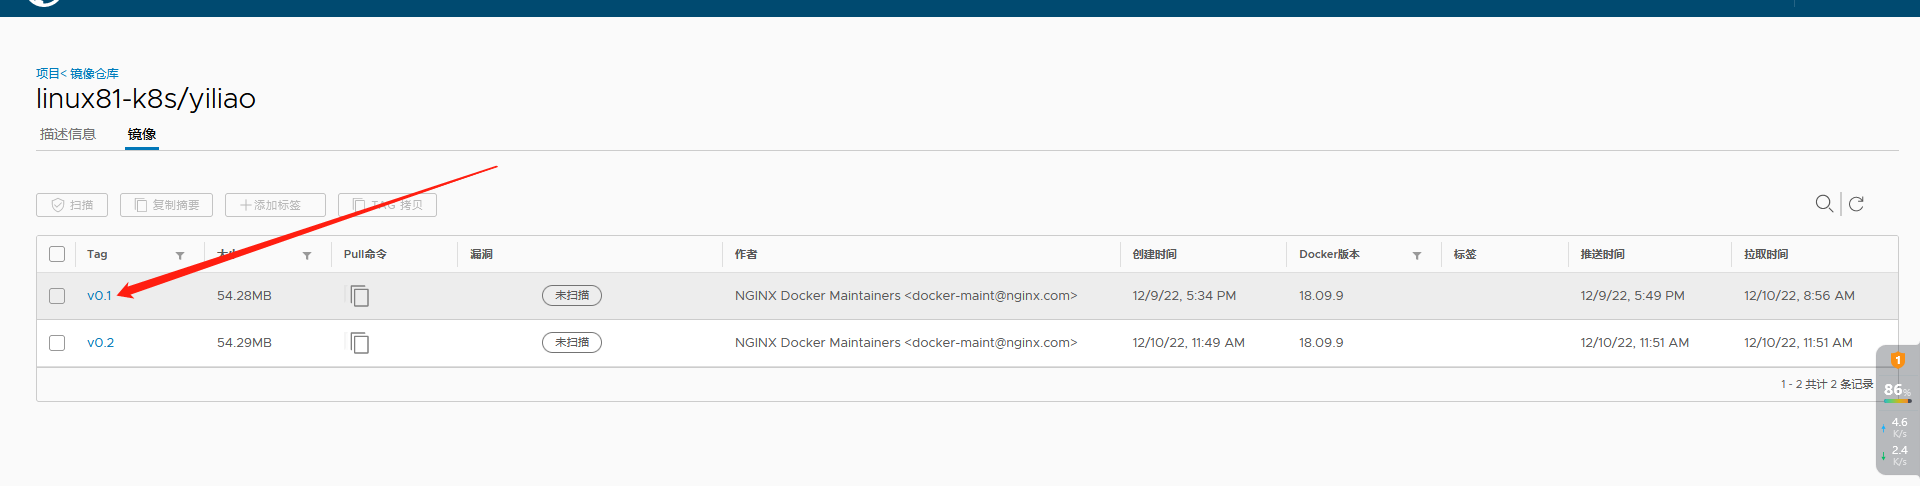 项目< 镜像仓库
linux81-k8s/yiliao
描述信息 镜像
扫描 复制摘要 +添加标签 TAG 拷贝
Tag Pull命令 漏洞 作者 创建时间 Docker版本 标签 推送时间 拉取时间
v0.1 54.28MB 未扫描 NGINX Docker Maintainers <docker-maint@nginx.com> 12/9/22, 5:34 PM 18.09.9 12/9/22, 5:49 PM 12/10/22, 8:56 AM
v0.2 54.29MB 未扫描 NGINX Docker Maintainers <docker-maint@nginx.com> 12/10/22, 11:49 AM 18.09.9 12/10/22, 11:51 AM 12/10/22, 11:51 AM
1 - 2 共计 2 条记录
1
86%
4.6
K/s
2.4
K/s